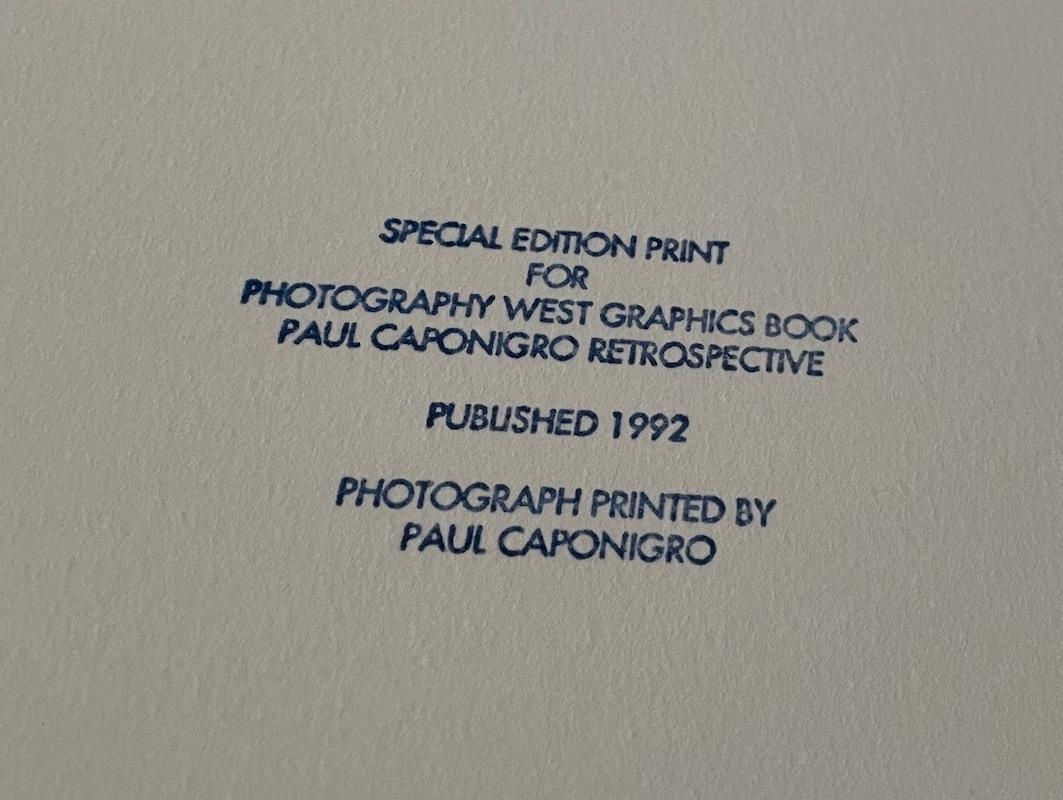 SPECIAL EDITION PRINT
FOR
PHOTOGRAPHY WEST GRAPHICS BOOK
PAUL CAPONIGRO RETROSPECTIVE
PUBLISHED 1992
PHOTOGRAPH PRINTED BY
PAUL CAPONIGRO